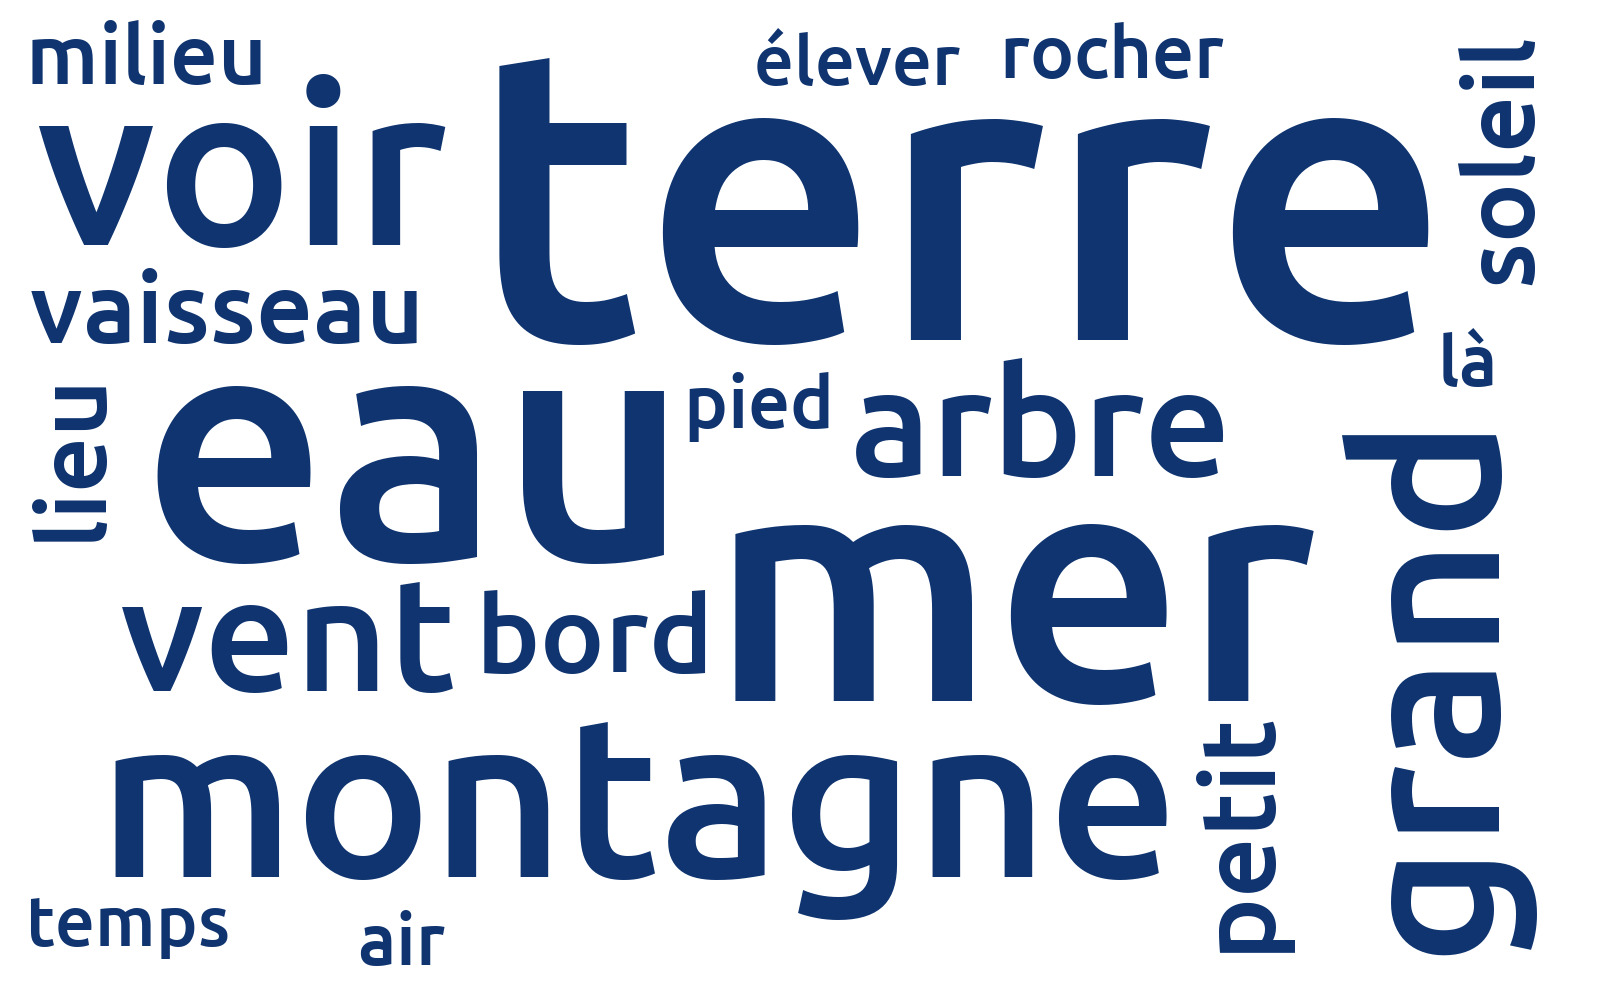 milieu
élever
rocher
soleil
voir
terre
vaisseau
là
lieu
eau
pied
arbre
grand
vent
bord
mer
montagne
petit
temps
air